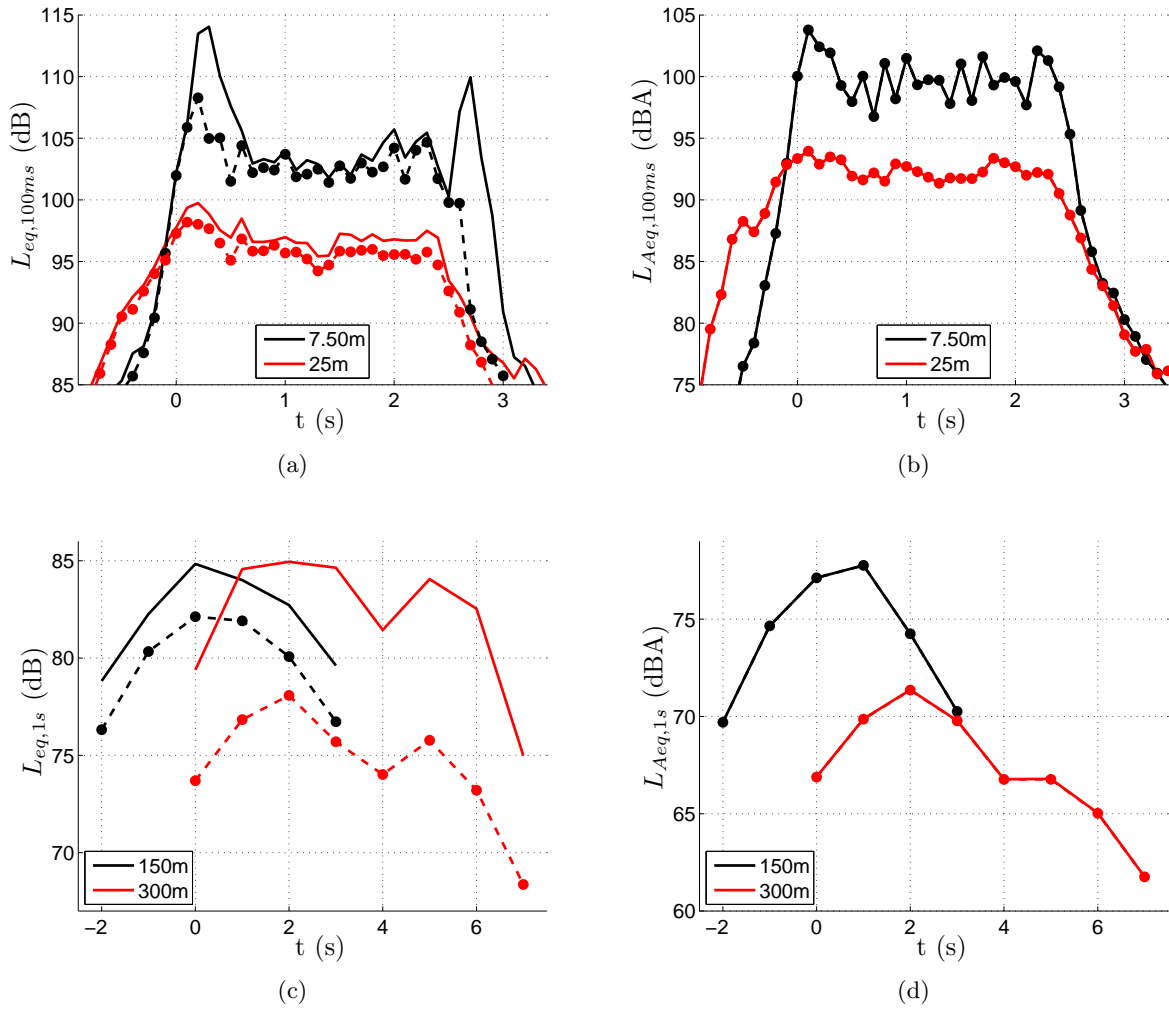 115
110
105
100
95
90
85
L_{eq,100ms} (dB)
7.50m
25m
0 1 2 3
t (s)
(a)
105
100
95
90
85
80
75
L_{Aeq,100ms} (dBA)
7.50m
25m
0 1 2 3
t (s)
(b)
85
80
75
70
L_{eq,1s} (dB)
150m
300m
−2 0 2 4 6
t (s)
(c)
75
70
65
60
L_{Aeq,1s} (dBA)
150m
300m
−2 0 2 4 6
t (s)
(d)